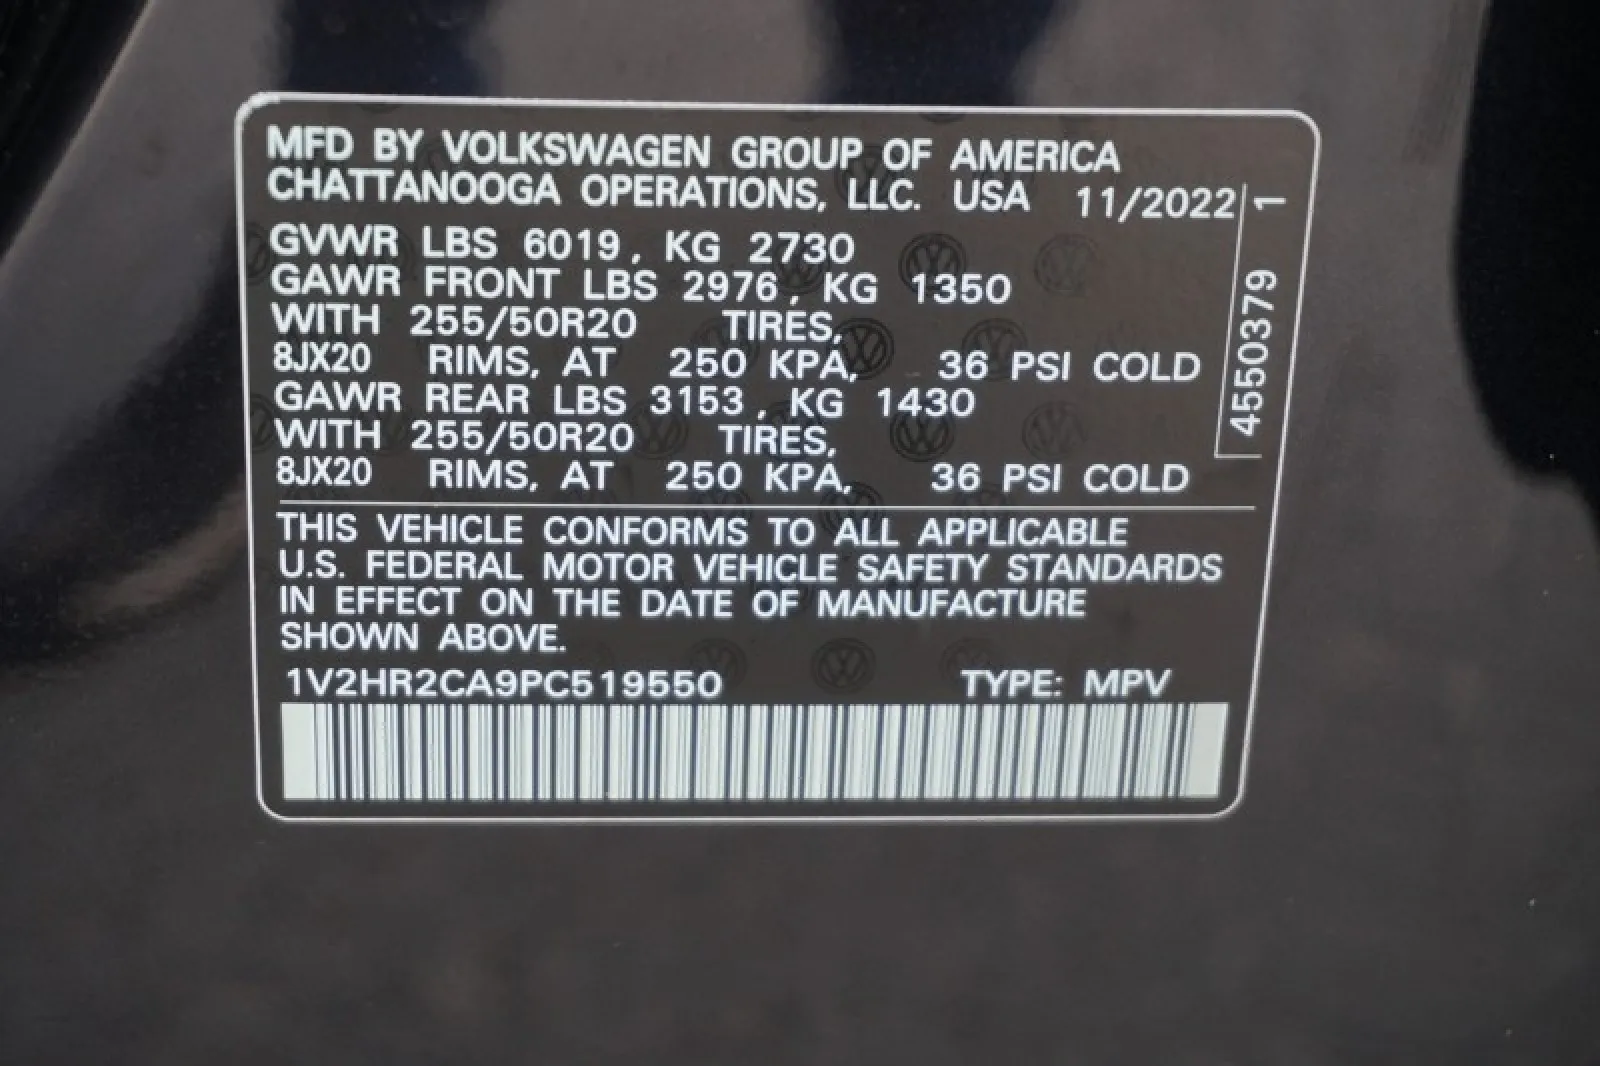 MFD BY VOLKSWAGEN GROUP OF AMERICA
CHATTANOOGA OPERATIONS, LLC. USA 11/2022
GVWR LBS 6019, KG 2730
GAWR FRONT LBS 2976, KG 1350
WITH 255/50R20 TIRES,
8JX20 RIMS, AT 250 KPA, 36 PSI COLD
GAWR REAR LBS 3153, KG 1430
WITH 255/50R20 TIRES,
8JX20 RIMS, AT 250 KPA, 36 PSI COLD
4550379 1
THIS VEHICLE CONFORMS TO ALL APPLICABLE
U.S. FEDERAL MOTOR VEHICLE SAFETY STANDARDS
IN EFFECT ON THE DATE OF MANUFACTURE
SHOWN ABOVE.
1V2HR2CA9PC519550 TYPE: MPV